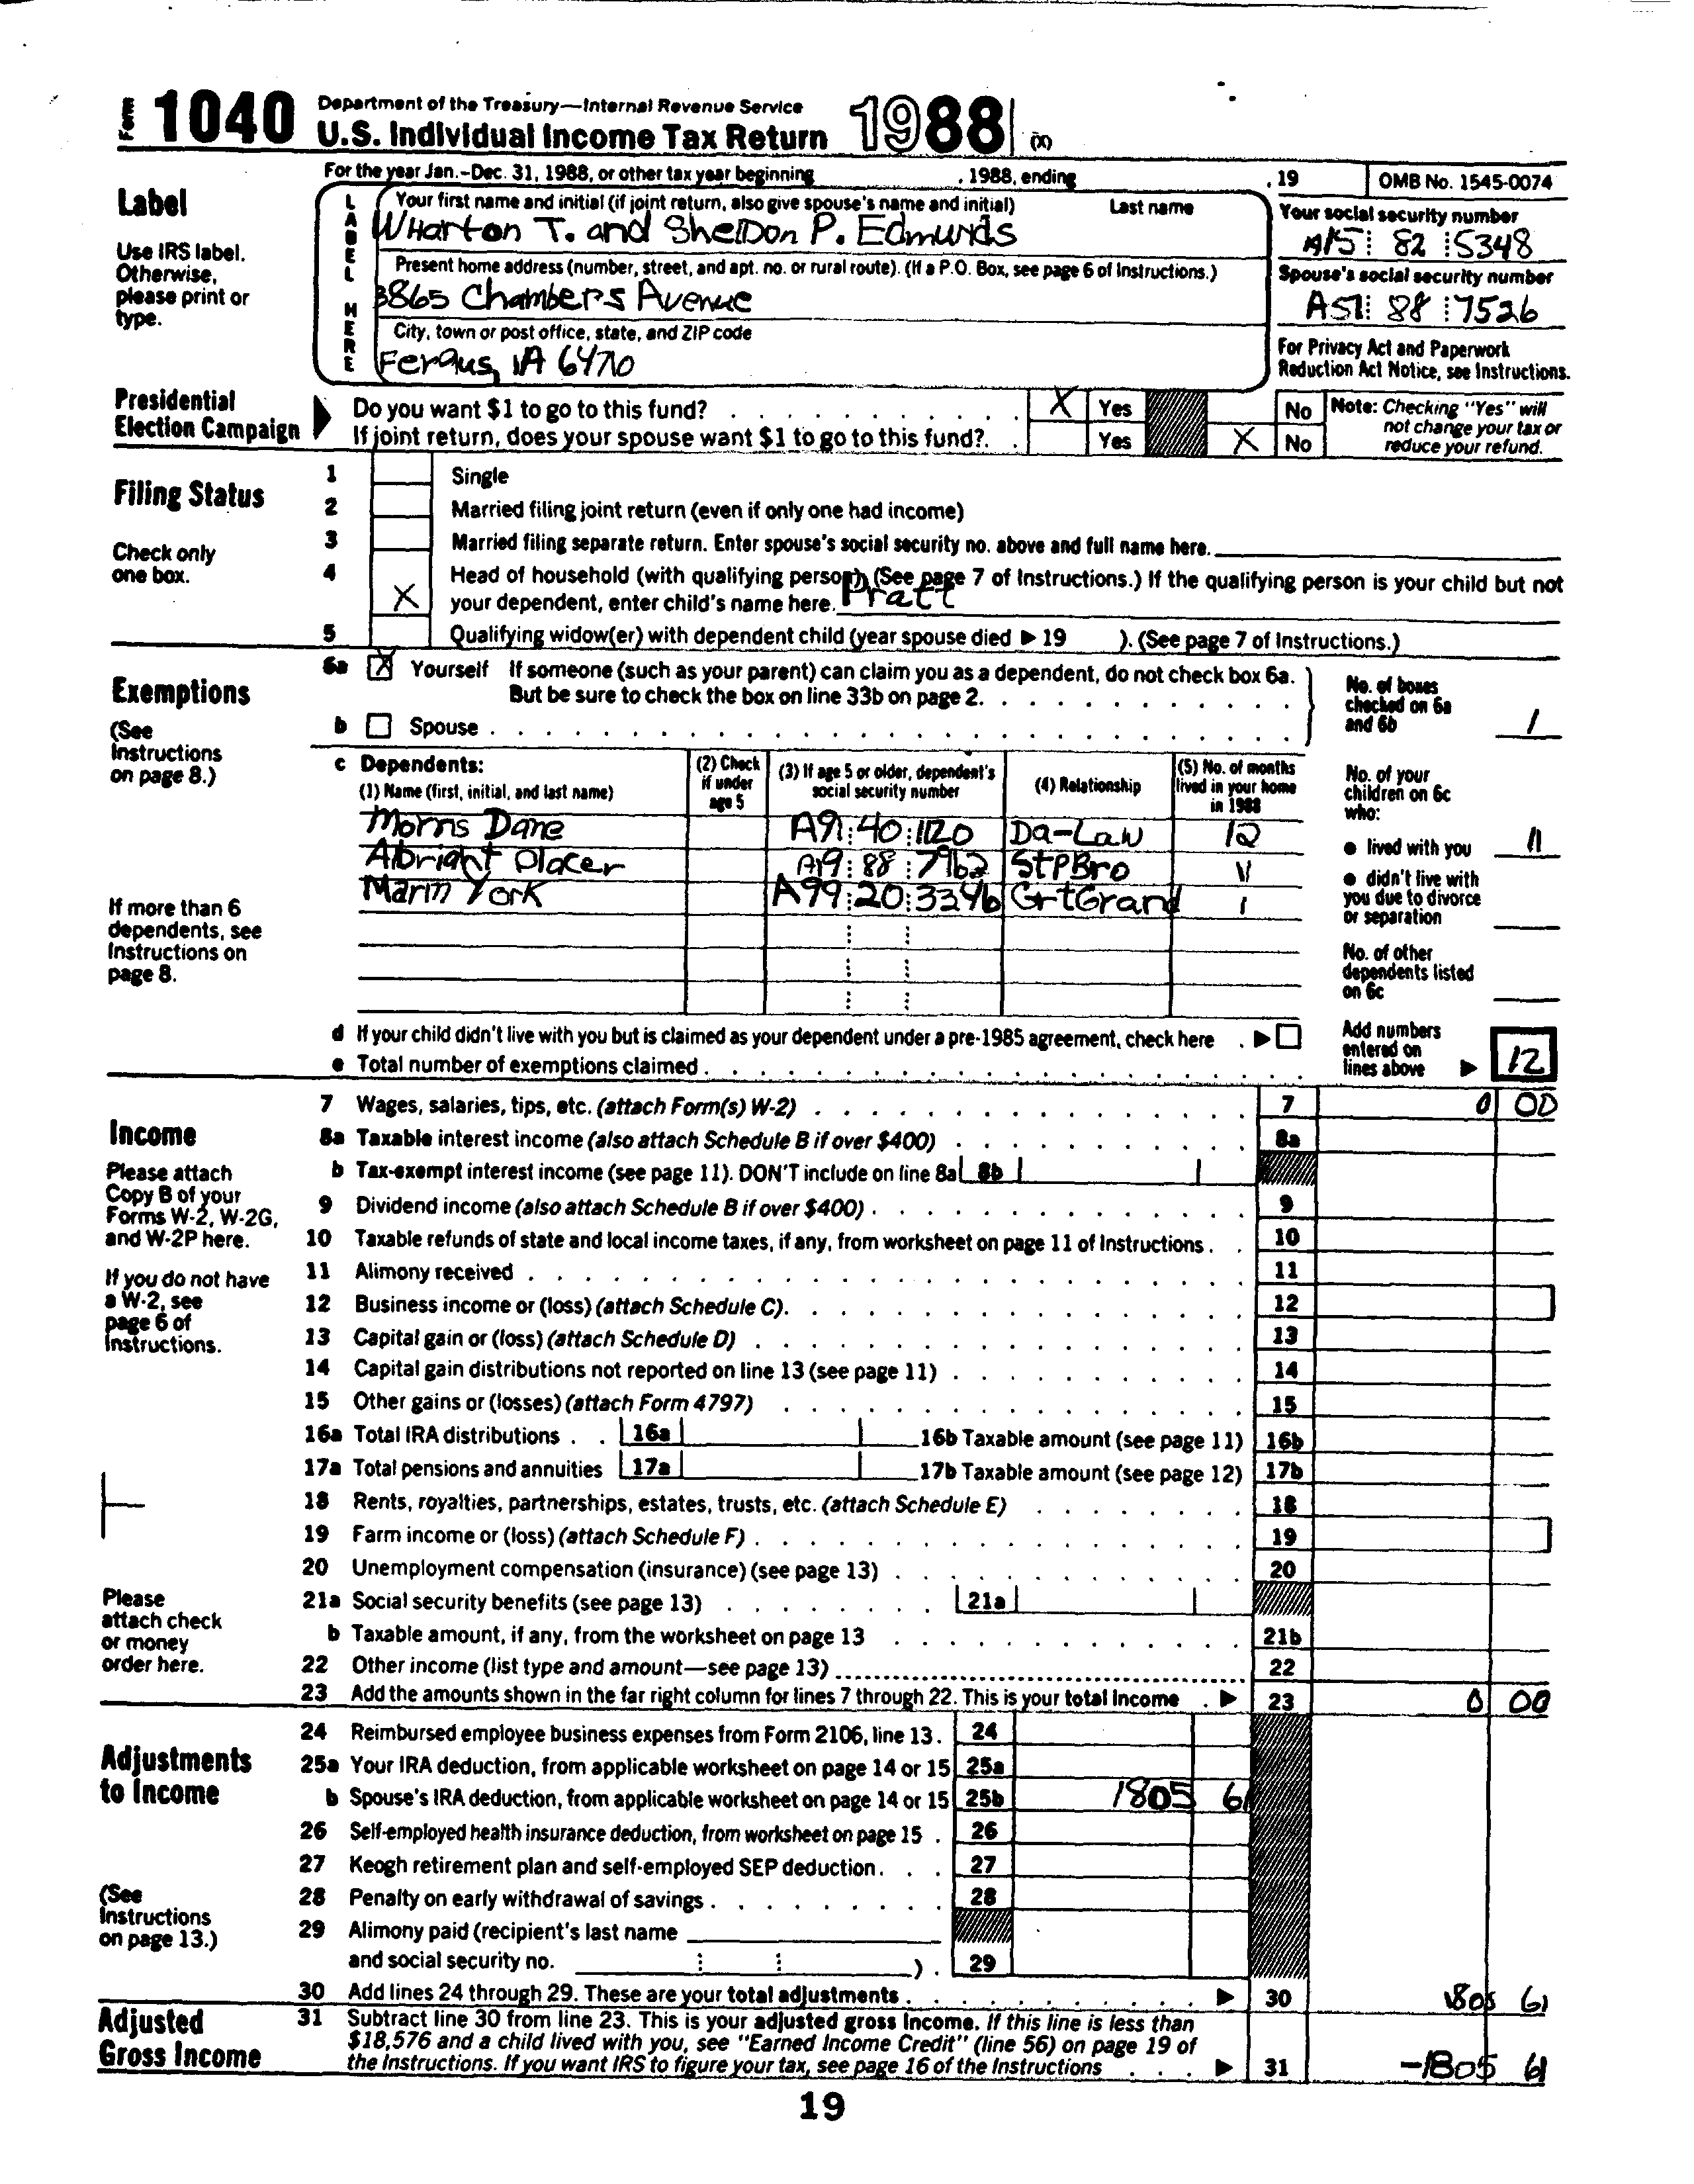 Form 1040 Department of the Treasury—Internal Revenue Service
U.S. Individual Income Tax Return 1988 (X)
For the year Jan.-Dec. 31, 1988, or other tax year beginning , 1988, ending , 19 OMB No. 1545-0074
Label
Use IRS label. Otherwise, please print or type.
LABEL HERE
Your first name and initial (if joint return, also give spouse's name and initial) Last name
Wharton T. and Sheldon P. Edmunds
Your social security number
A15 82 5348
Present home address (number, street, and apt. no. or rural route). (If a P.O. Box, see page 6 of Instructions.)
3865 Chambers Avenue
Spouse's social security number
A51 88 7526
City, town or post office, state, and ZIP code
Fergus, IA 64710
For Privacy Act and Paperwork Reduction Act Notice, see Instructions.
Presidential Election Campaign
Do you want $1 to go to this fund? X Yes No
If joint return, does your spouse want $1 to go to this fund?. Yes X No
Note: Checking "Yes" will not change your tax or reduce your refund.
Filing Status
Check only one box.
1 Single
2 Married filing joint return (even if only one had income)
3 Married filing separate return. Enter spouse's social security no. above and full name here.
4 X Head of household (with qualifying person). (See page 7 of Instructions.) If the qualifying person is your child but not
your dependent, enter child's name here. Pratt
5 Qualifying widow(er) with dependent child (year spouse died ▶ 19 ). (See page 7 of Instructions.)
Exemptions
(See Instructions on page 8.)
6a X Yourself If someone (such as your parent) can claim you as a dependent, do not check box 6a.
But be sure to check the box on line 33b on page 2.
b Spouse
No. of boxes checked on 6a and 6b 1
c Dependents:
(1) Name (first, initial, and last name) (2) Check if under age 5 (3) If age 5 or older, dependent's social security number (4) Relationship (5) No. of months lived in your home in 1988
Morris Dane A91 40 1120 Da-Law 12
Albright Placer A19 88 7962 StPBro 11
Marin York A99 20 3346 GrtGrand 1
If more than 6 dependents, see Instructions on page 8.
No. of your children on 6c who:
● lived with you 11
● didn't live with you due to divorce or separation
No. of other dependents listed on 6c
d If your child didn't live with you but is claimed as your dependent under a pre-1985 agreement, check here . ▶
e Total number of exemptions claimed
Add numbers entered on lines above ▶ 12
Income
Please attach Copy B of your Forms W-2, W-2G, and W-2P here.
If you do not have a W-2, see page 6 of Instructions.
Please attach check or money order here.
7 Wages, salaries, tips, etc. (attach Form(s) W-2) 7 0 00
8a Taxable interest income (also attach Schedule B if over $400) 8a
b Tax-exempt interest income (see page 11). DON'T include on line 8a 8b
9 Dividend income (also attach Schedule B if over $400) 9
10 Taxable refunds of state and local income taxes, if any, from worksheet on page 11 of Instructions 10
11 Alimony received 11
12 Business income or (loss) (attach Schedule C) 12
13 Capital gain or (loss) (attach Schedule D) 13
14 Capital gain distributions not reported on line 13 (see page 11) 14
15 Other gains or (losses) (attach Form 4797) 15
16a Total IRA distributions 16a 16b Taxable amount (see page 11) 16b
17a Total pensions and annuities 17a 17b Taxable amount (see page 12) 17b
18 Rents, royalties, partnerships, estates, trusts, etc. (attach Schedule E) 18
19 Farm income or (loss) (attach Schedule F) 19
20 Unemployment compensation (insurance) (see page 13) 20
21a Social security benefits (see page 13) 21a
b Taxable amount, if any, from the worksheet on page 13 21b
22 Other income (list type and amount—see page 13) 22
23 Add the amounts shown in the far right column for lines 7 through 22. This is your total income ▶ 23 0 00
Adjustments to Income
(See Instructions on page 13.)
24 Reimbursed employee business expenses from Form 2106, line 13. 24
25a Your IRA deduction, from applicable worksheet on page 14 or 15 25a
b Spouse's IRA deduction, from applicable worksheet on page 14 or 15 25b 1805 61
26 Self-employed health insurance deduction, from worksheet on page 15 26
27 Keogh retirement plan and self-employed SEP deduction 27
28 Penalty on early withdrawal of savings 28
29 Alimony paid (recipient's last name
and social security no. ) 29
30 Add lines 24 through 29. These are your total adjustments ▶ 30 1805 61
Adjusted Gross Income
31 Subtract line 30 from line 23. This is your adjusted gross income. If this line is less than
$18,576 and a child lived with you, see "Earned Income Credit" (line 56) on page 19 of
the Instructions. If you want IRS to figure your tax, see page 16 of the Instructions ▶ 31 -1805 61
19